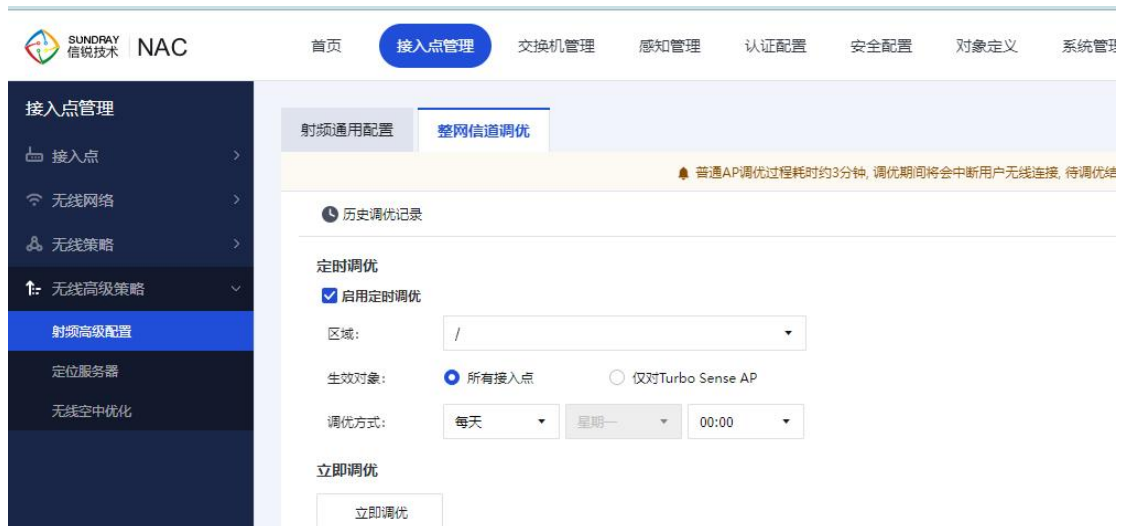 SUNDRAY
信锐技术
NAC
首页
接入点管理
交换机管理
感知管理
认证配置
安全配置
对象定义
系统管理
接入点管理
接入点
无线网络
无线策略
无线高级策略
射频高级配置
定位服务器
无线空中优化
射频通用配置
整网信道调优
普通AP调优过程耗时约3分钟, 调优期间将会中断用户无线连接, 待调优结
历史调优记录
定时调优
启用定时调优
区域:
/
生效对象:
所有接入点
仅对Turbo Sense AP
调优方式:
每天
星期一
00:00
立即调优
立即调优